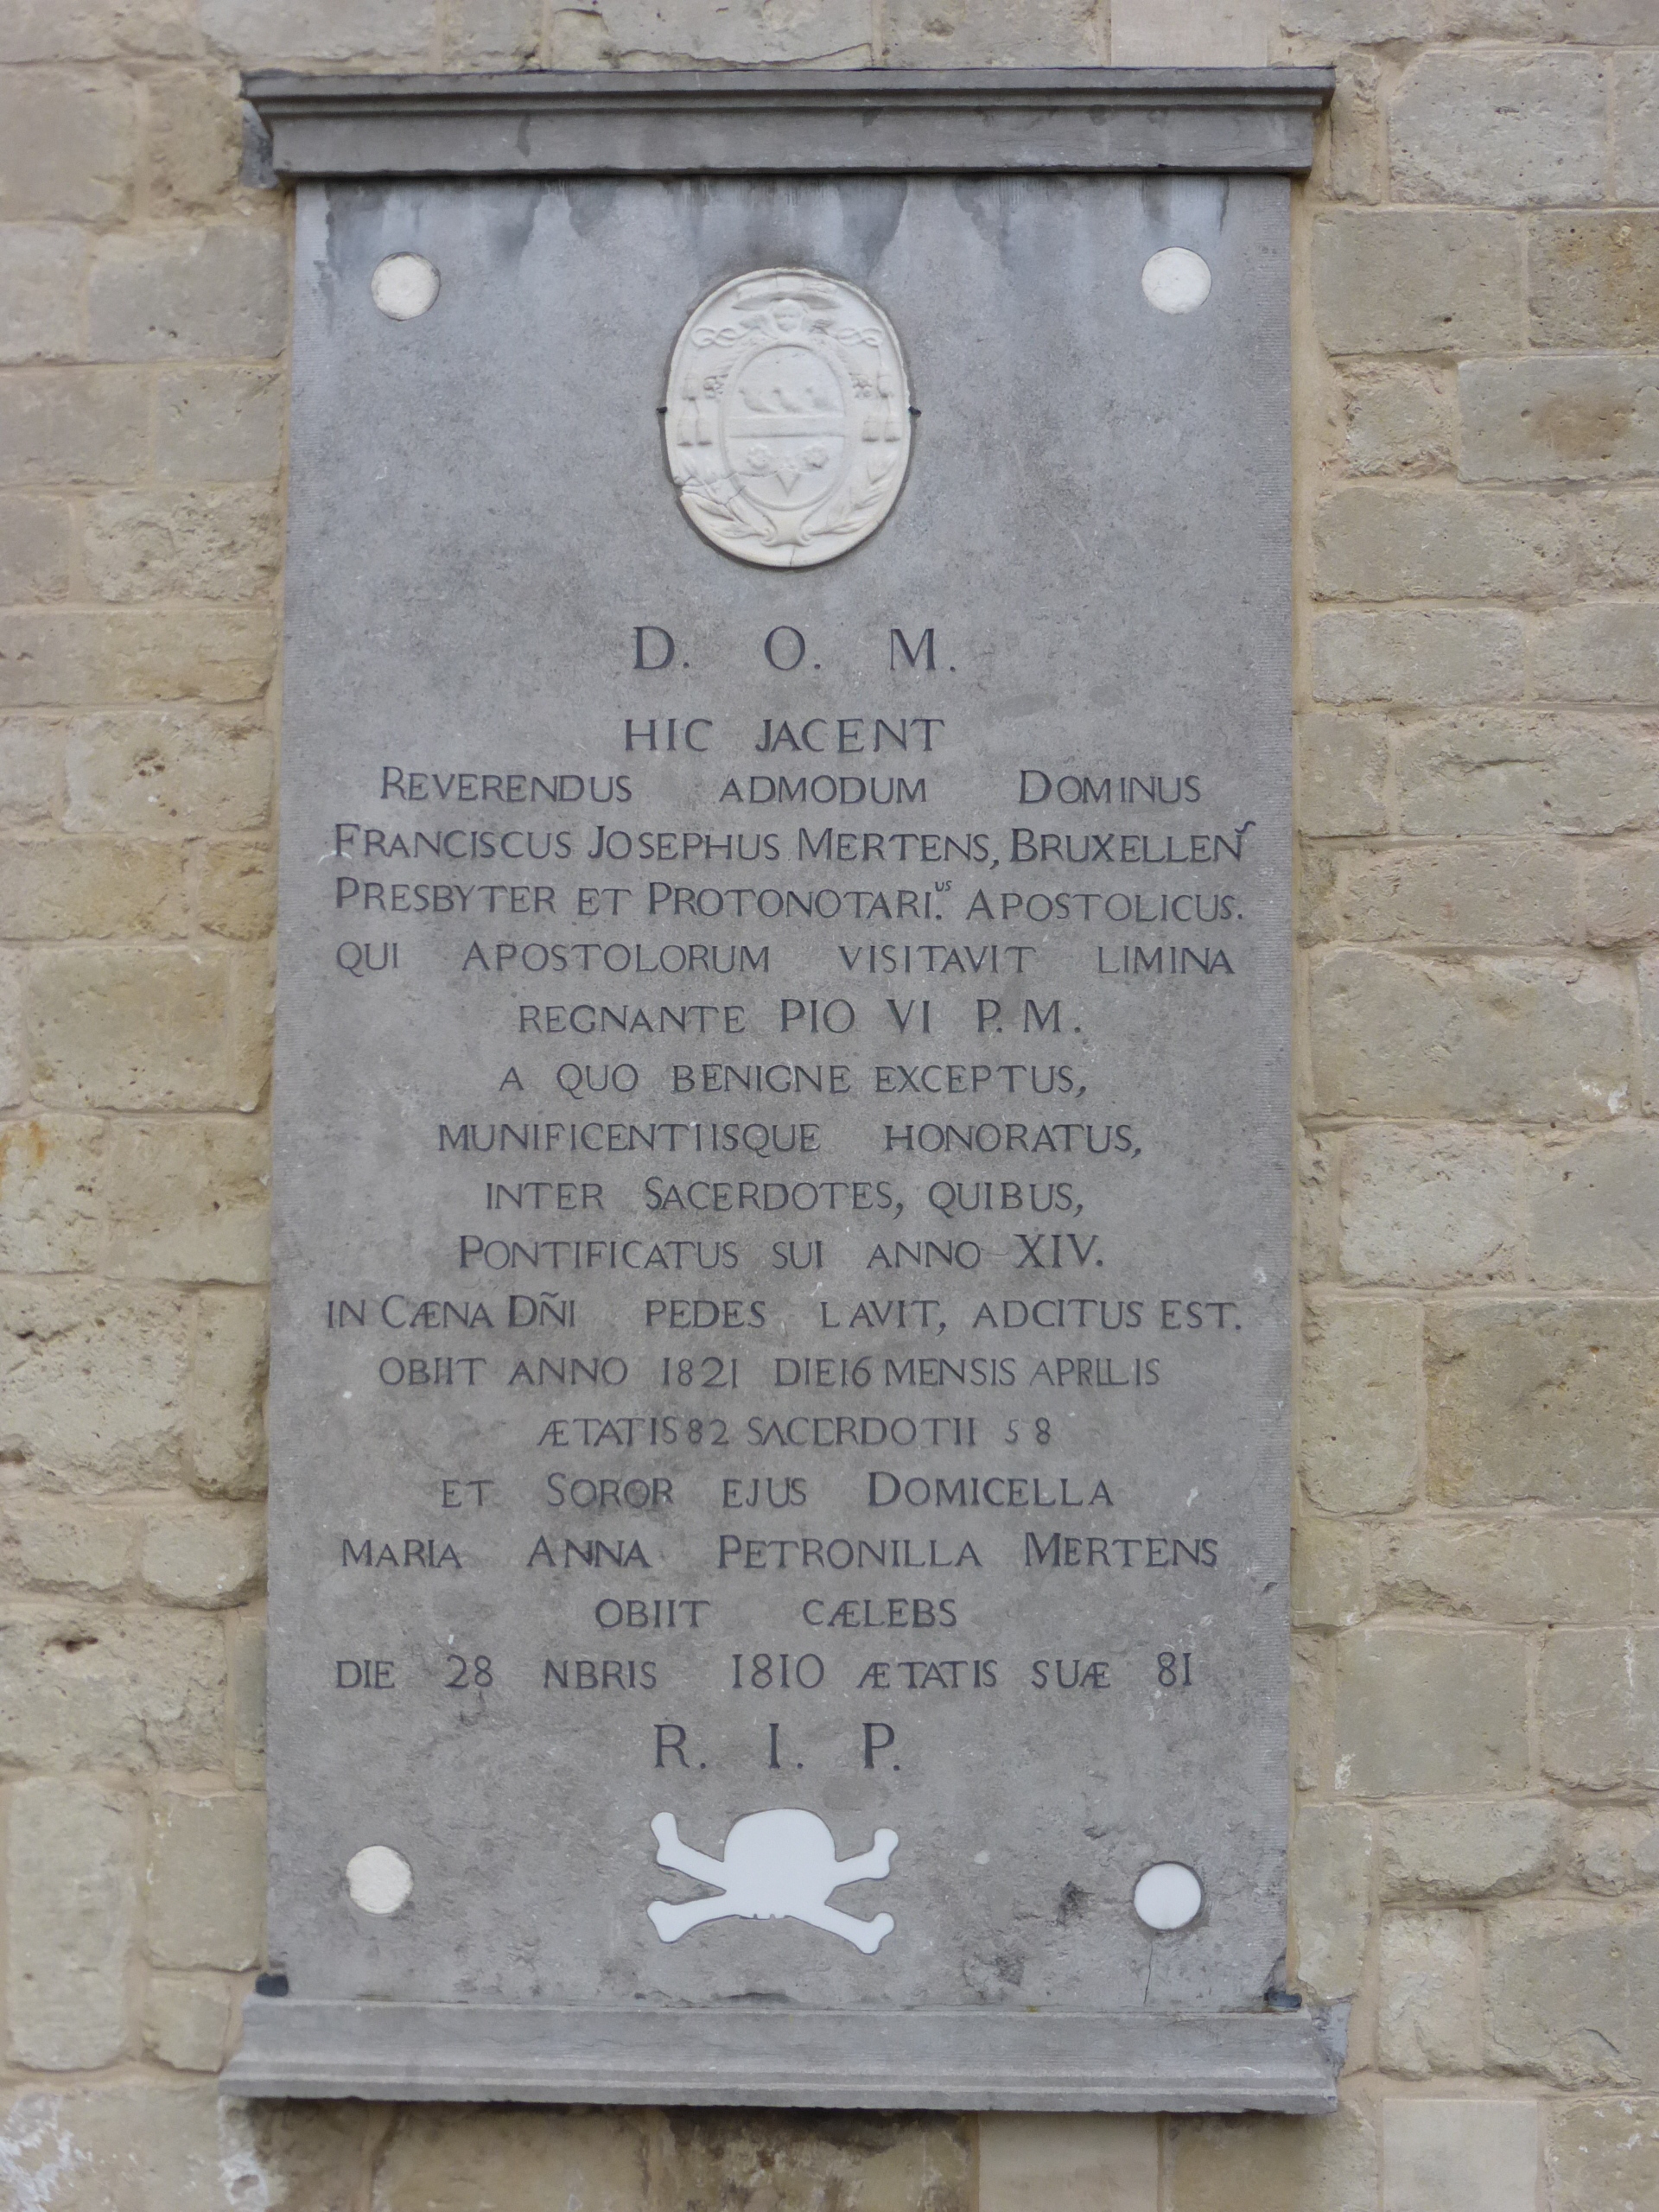 D. O. M.
HIC JACENT
REVERENDUS ADMODUM DOMINUS
FRANCISCUS JOSEPHUS MERTENS, BRUXELLENˢ
PRESBYTER ET PROTONOTARI.ᵘˢ APOSTOLICUS.
QUI APOSTOLORUM VISITAVIT LIMINA
REGNANTE PIO VI P. M.
A QUO BENIGNE EXCEPTUS,
MUNIFICENTIISQUE HONORATUS,
INTER SACERDOTES, QUIBUS,
PONTIFICATUS SUI ANNO XIV.
IN CÆNA DÑI PEDES LAVIT, ADCITUS EST.
OBIIT ANNO 1821 DIE 16 MENSIS APRILIS
ÆTATIS 82 SACERDOTII 58
ET SOROR EJUS DOMICELLA
MARIA ANNA PETRONILLA MERTENS
OBIIT CÆLEBS
DIE 28 NBRIS 1810 ÆTATIS SUÆ 81
R. I. P.